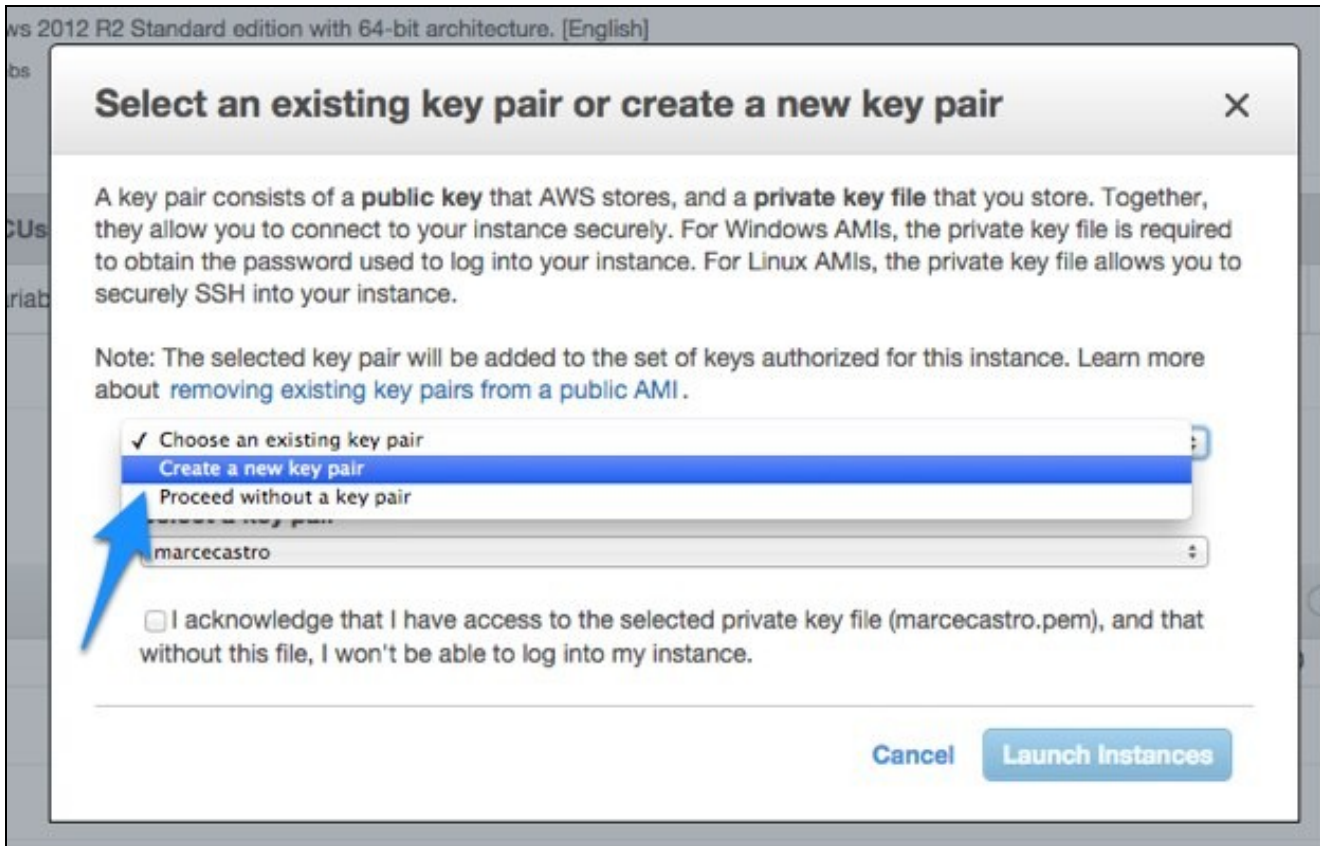 ws 2012 R2 Standard edition with 64-bit architecture. [English]
bs
Select an existing key pair or create a new key pair
A key pair consists of a public key that AWS stores, and a private key file that you store. Together,
they allow you to connect to your instance securely. For Windows AMIs, the private key file is required
to obtain the password used to log into your instance. For Linux AMIs, the private key file allows you to
securely SSH into your instance.
CUs
riab
Note: The selected key pair will be added to the set of keys authorized for this instance. Learn more
about removing existing key pairs from a public AMI.
✓ Choose an existing key pair
Create a new key pair
Proceed without a key pair
Select a key pair
marcecastro
I acknowledge that I have access to the selected private key file (marcecastro.pem), and that
without this file, I won't be able to log into my instance.
Cancel
Launch Instances